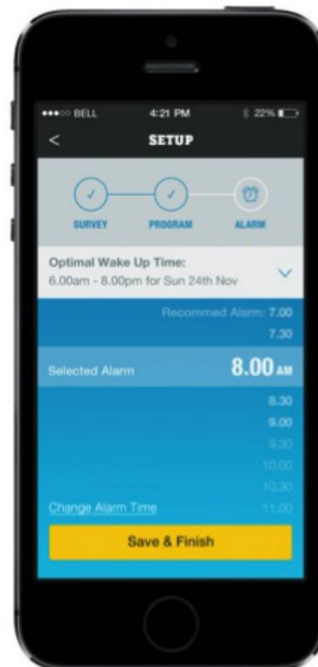 BELL 4:21 PM 22%
< SETUP
SURVEY PROGRAM ALARM
Optimal Wake Up Time:
6.00am - 8.00pm for Sun 24th Nov
Recommed Alarm: 7.00
7.30
Selected Alarm 8.00 AM
8.30
9.00
9.30
10.00
10.30
Change Alarm Time 11.00
Save & Finish